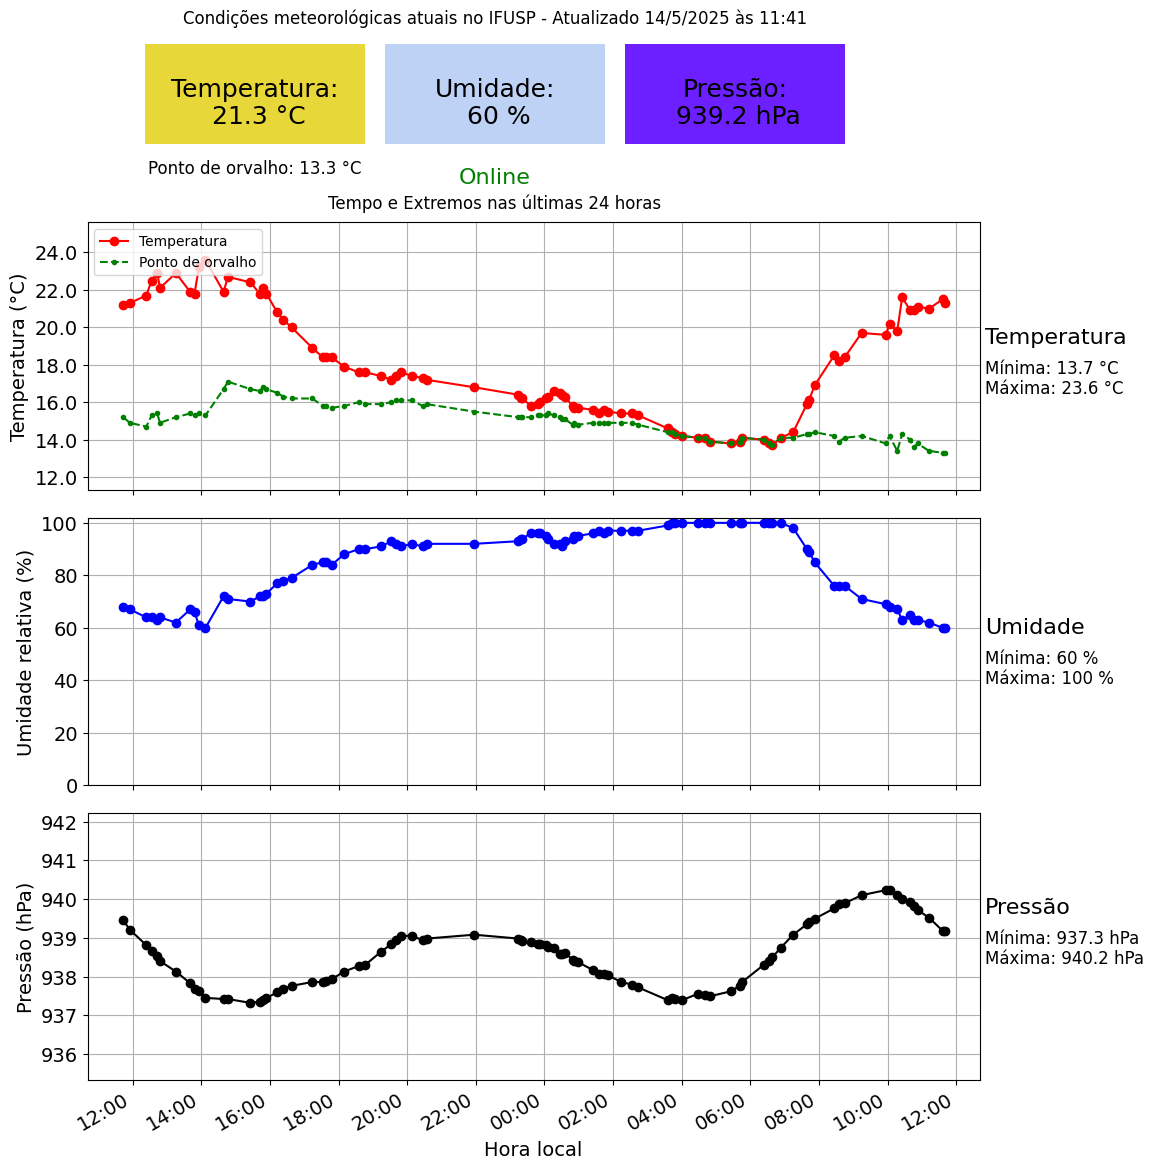 Condições meteorológicas atuais no IFUSP - Atualizado 14/5/2025 às 11:41
Temperatura:
21.3 °C
Umidade:
60 %
Pressão:
939.2 hPa
Ponto de orvalho: 13.3 °C
Online
Tempo e Extremos nas últimas 24 horas
Temperatura
Ponto de orvalho
Temperatura (°C)
24.0
22.0
20.0
18.0
16.0
14.0
12.0
Temperatura
Mínima: 13.7 °C
Máxima: 23.6 °C
Umidade relativa (%)
100
80
60
40
20
0
Umidade
Mínima: 60 %
Máxima: 100 %
Pressão (hPa)
942
941
940
939
938
937
936
Pressão
Mínima: 937.3 hPa
Máxima: 940.2 hPa
12:00 14:00 16:00 18:00 20:00 22:00 00:00 02:00 04:00 06:00 08:00 10:00 12:00
Hora local